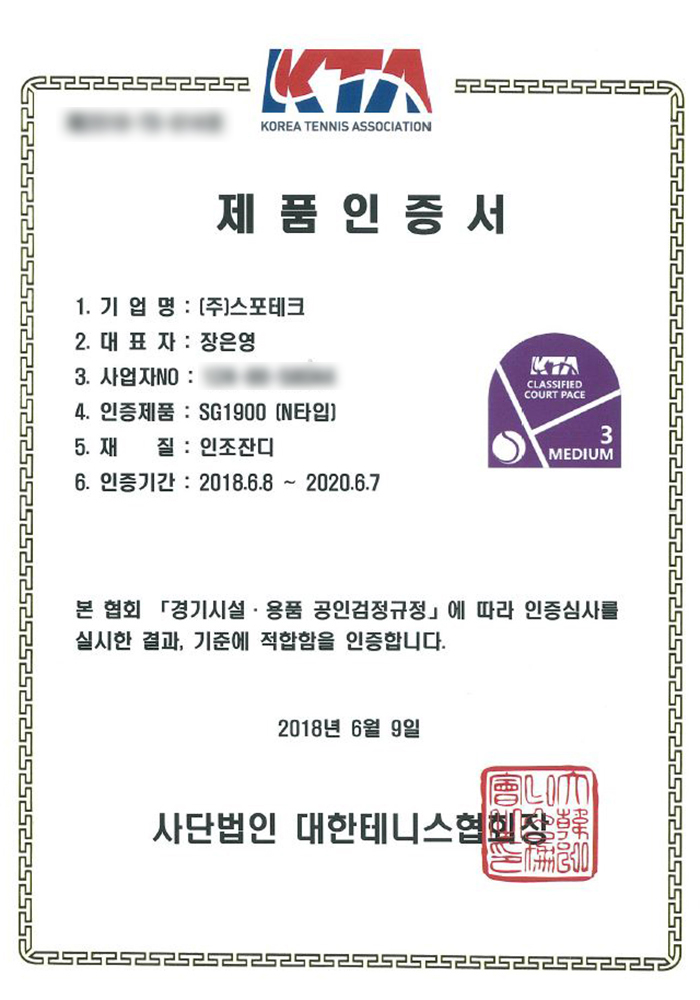 KTA
KOREA TENNIS ASSOCIATION
제 품 인 증 서
1. 기 업 명 : (주)스포테크
2. 대 표 자 : 장은영
3. 사업자NO :
4. 인증제품 : SG1900 (N타입)
5. 재 질 : 인조잔디
6. 인증기간 : 2018.6.8 ~ 2020.6.7
KTA
CLASSIFIED
COURT PACE
3
MEDIUM
본 협회 「경기시설 · 용품 공인검정규정」에 따라 인증심사를
실시한 결과, 기준에 적합함을 인증합니다.
2018년 6월 9일
사단법인 대한테니스협회장